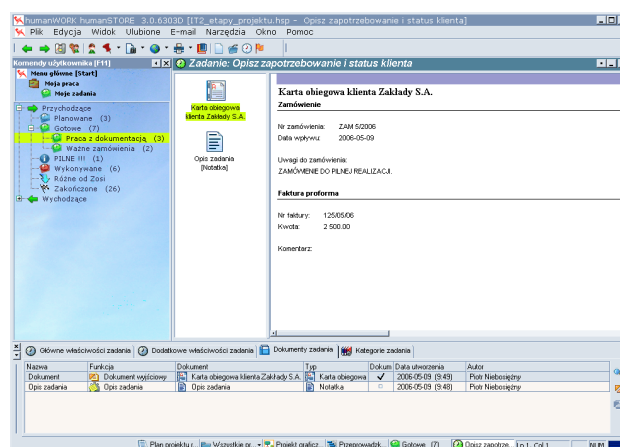 humanWORK humanSTORE 3.0.6303D [IT2_etapy_projektu.hsp - Opisz zapotrzebowanie i status klienta]
Plik Edycja Widok Ulubione E-mail Narzędzia Okno Pomoc
Komendy użytkownika [F11]
Zadanie: Opisz zapotrzebowanie i status klienta
Menu główne [Start]
Moja praca
Moje zadania
Przychodzące
Planowane (3)
Gotowe (7)
Praca z dokumentacją (3)
Ważne zamówienia (2)
PILNE !!! (1)
Wykonywane (6)
Różne od Zosi
Zakończone (26)
Wychodzące
Karta obiegowa
klienta Zakłady S.A.
Opis zadania
[Notatka]
Karta obiegowa klienta Zakłady S.A.
Zamówienie
Nr zamówienia: ZAM 5/2006
Data wpływu: 2006-05-09
Uwagi do zamówienia:
ZAMÓWIENIE DO PILNEJ REALIZACJI.
Faktura proforma
Nr faktury: 125/05/06
Kwota: 2 500.00
Komentarz:
Główne właściwości zadania Dodatkowe właściwości zadania Dokumenty zadania Kategorie zadania
Nazwa Funkcja Dokument Typ Dokum Data utworzenia Autor
Dokument Dokument wyjściowy Karta obiegowa Zakłady S.A. Karta obiegowa 2006-05-09 (9:49) Piotr Niebosiężny
Opis zadania Opis zadania Opis zadania Notatka 2006-05-09 (9:48) Piotr Niebosiężny
Plan projektu r... Wszystkie pr... Projekt graficz... Przeprowadzk... Gotowe (7) Opisz zapotrze... Ln 1, Col 1 NUM